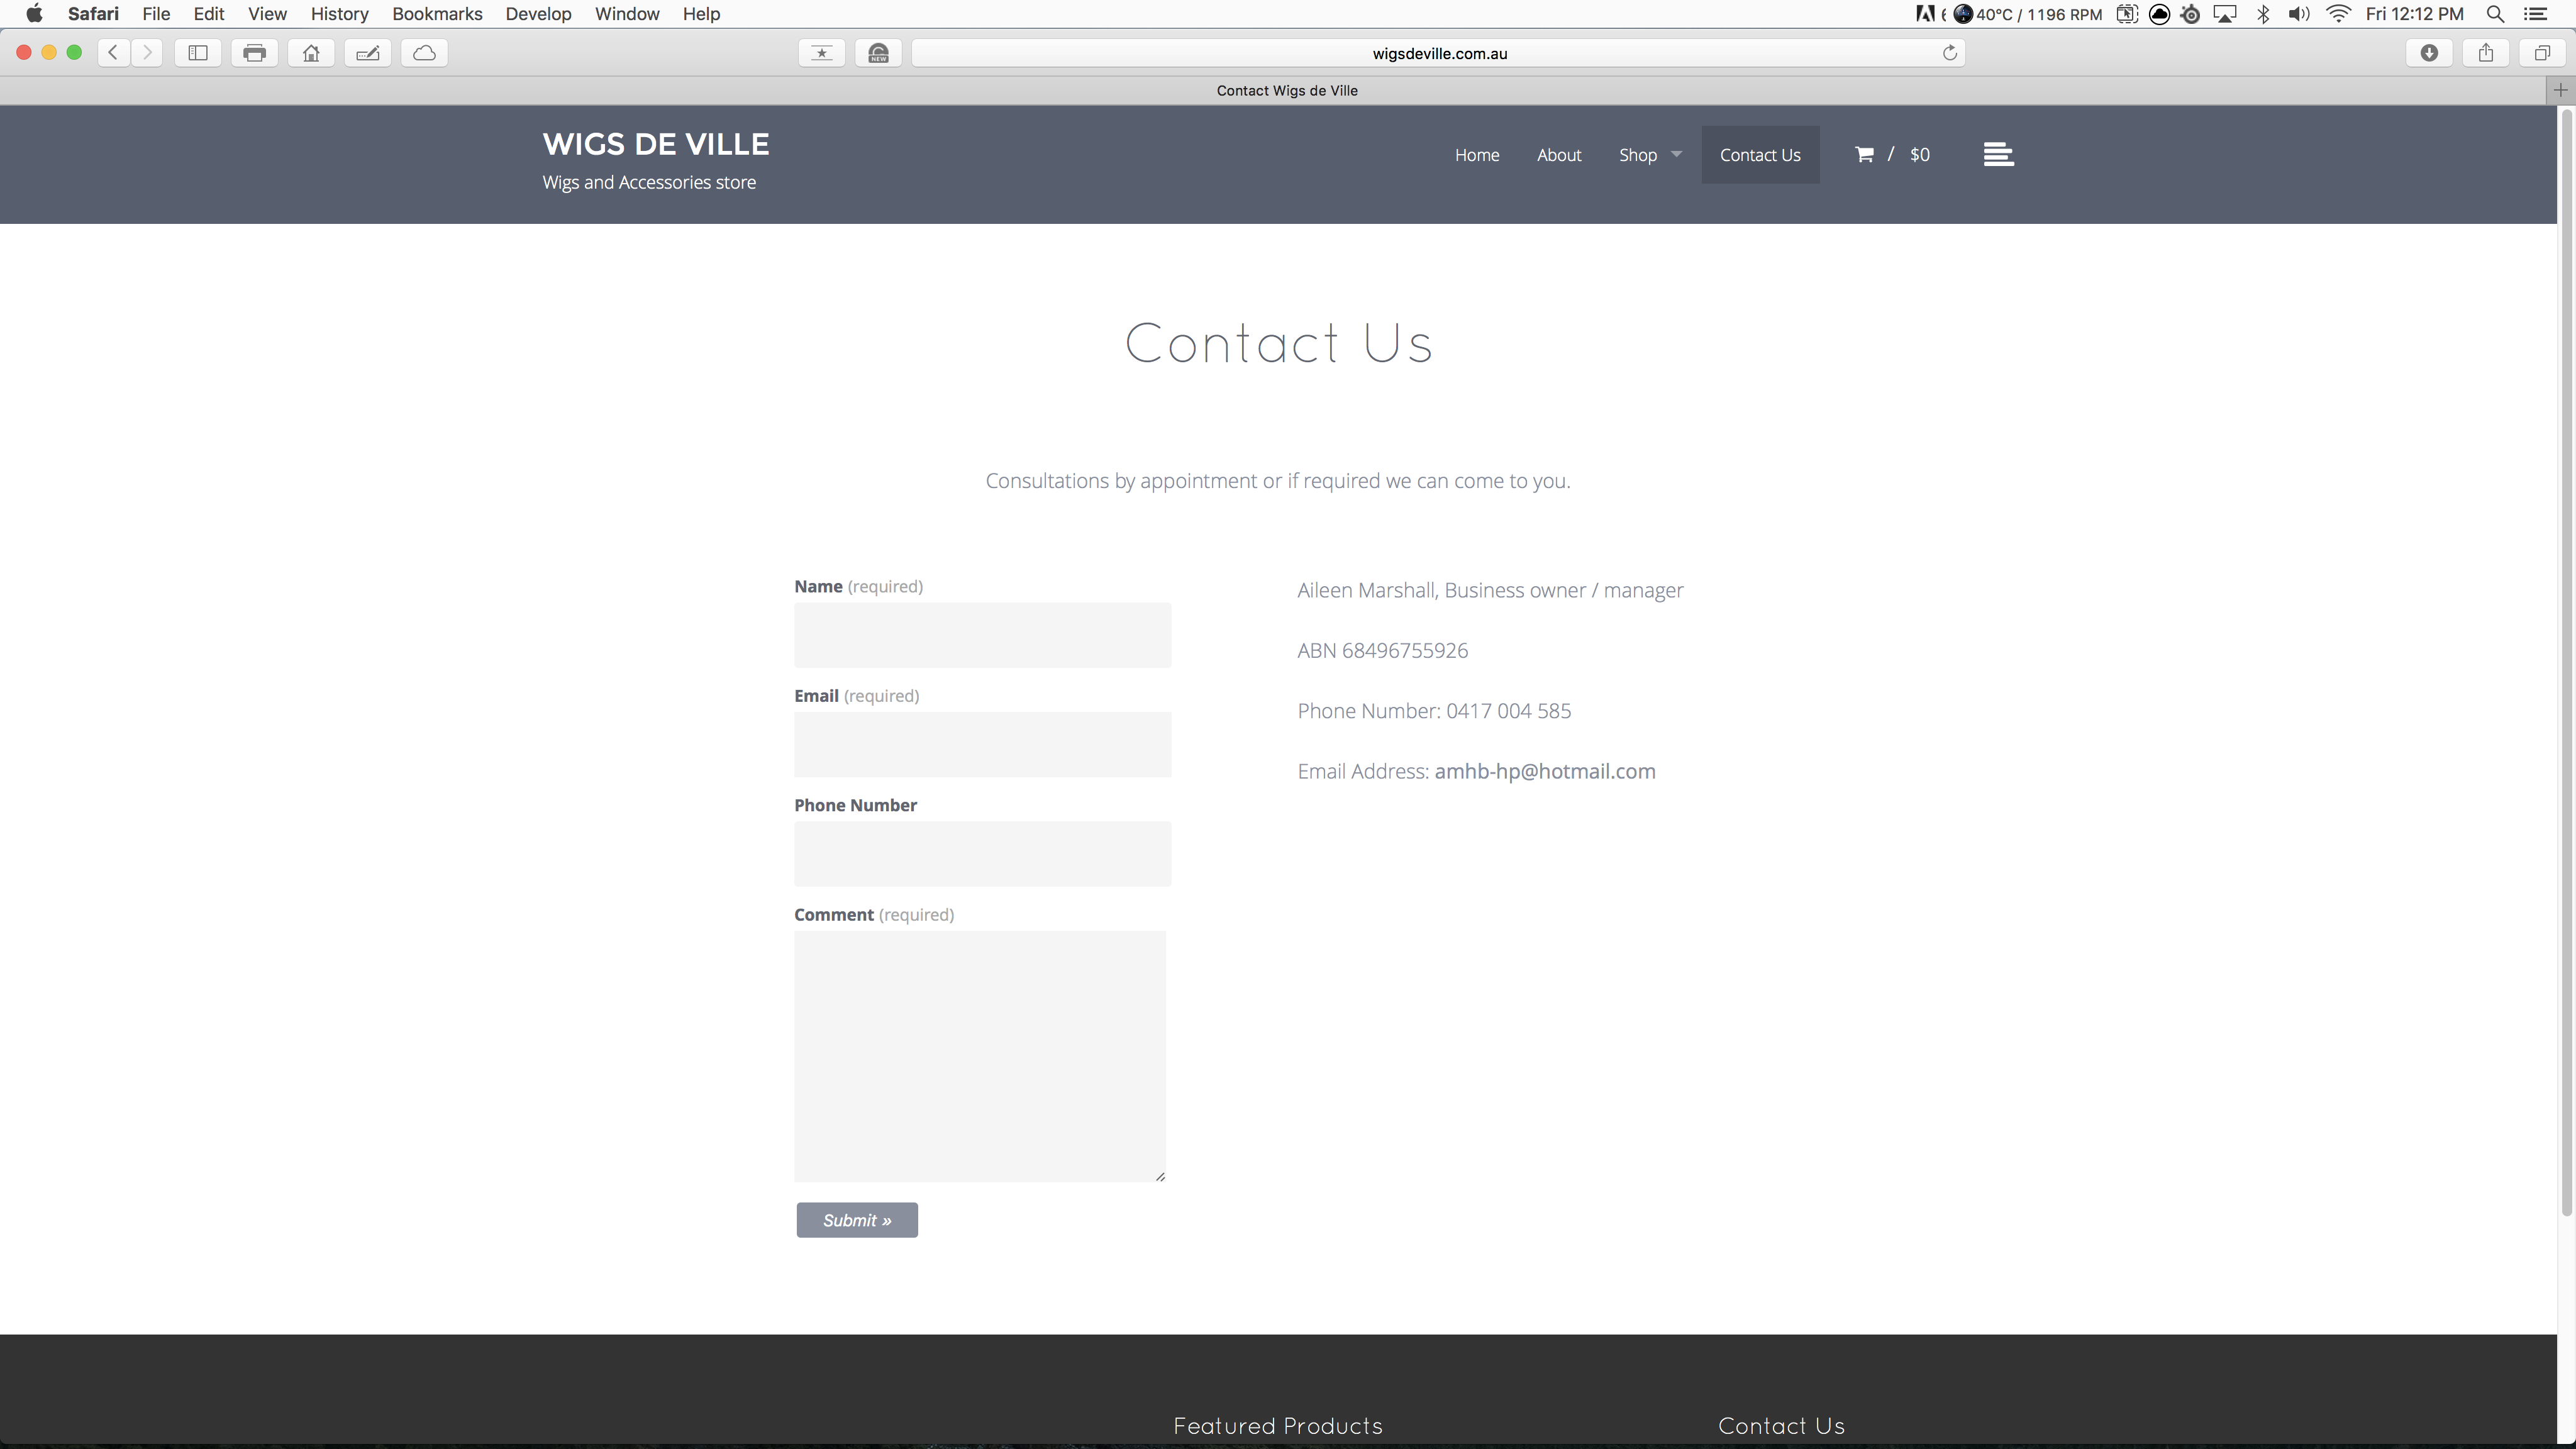 Safari File Edit View History Bookmarks Develop Window Help
6 40°C / 1196 RPM Fri 12:12 PM
NEW
wigsdeville.com.au
Contact Wigs de Ville
WIGS DE VILLE
Wigs and Accessories store
Home About Shop Contact Us / $0
Contact Us
Consultations by appointment or if required we can come to you.
Name (required)
Email (required)
Phone Number
Comment (required)
Submit »
Aileen Marshall, Business owner / manager
ABN 68496755926
Phone Number: 0417 004 585
Email Address: amhb-hp@hotmail.com
Featured Products
Contact Us